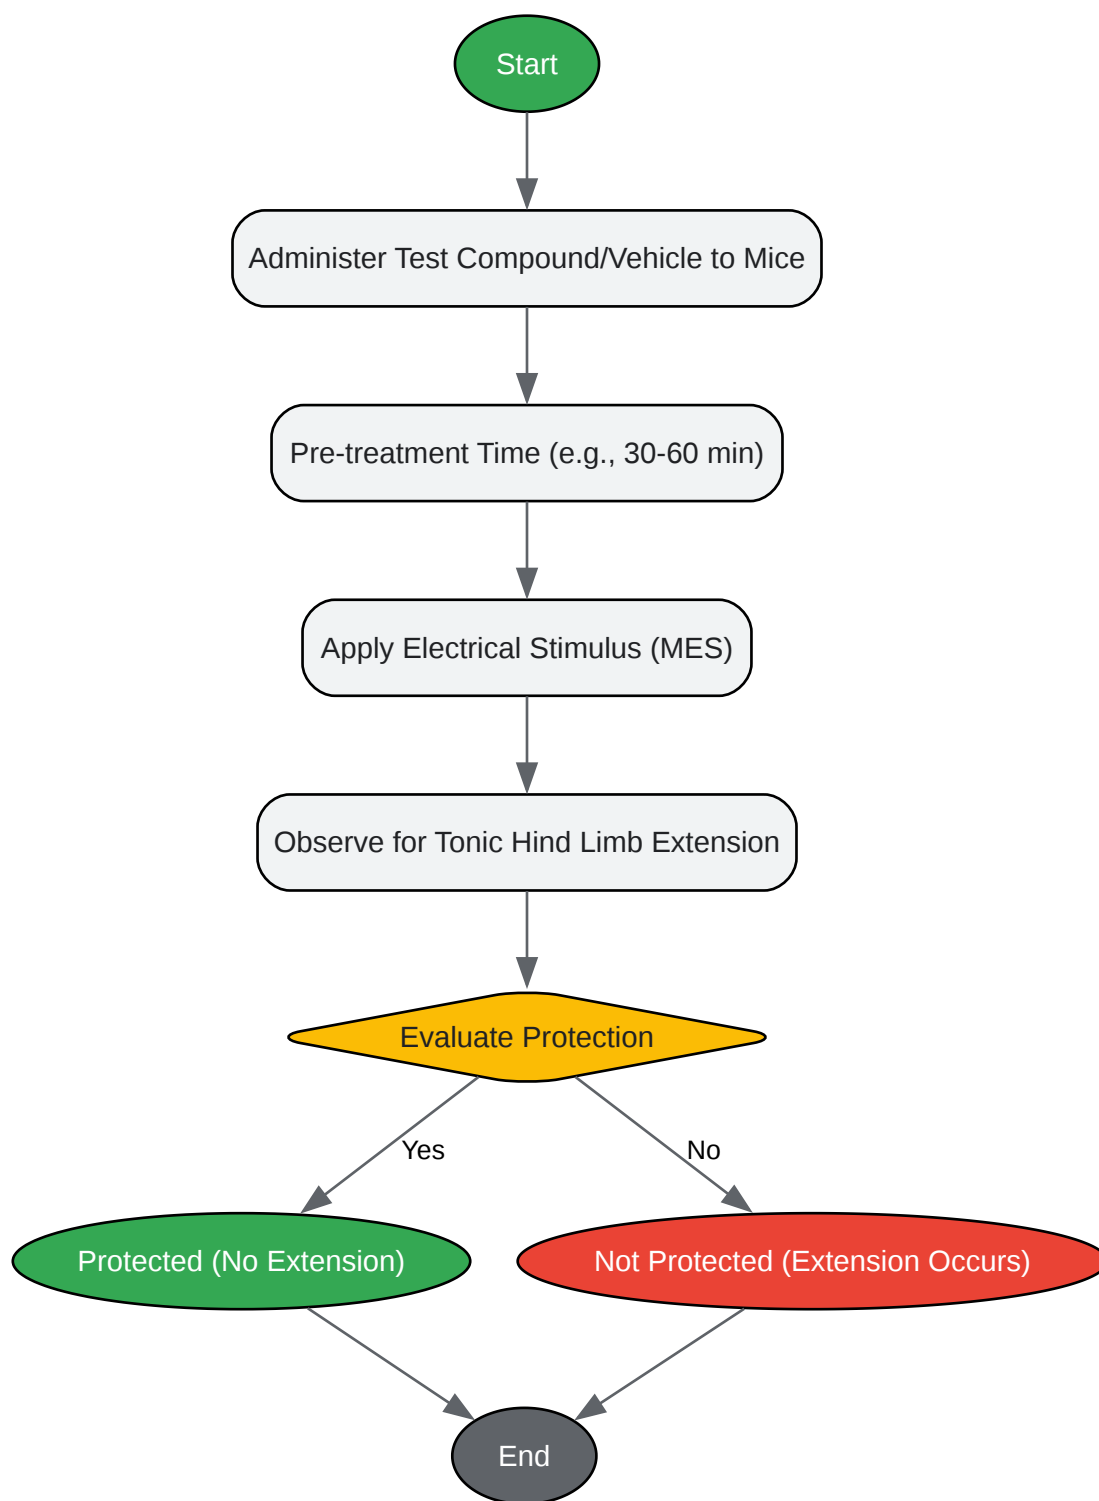 Start
Administer Test Compound/Vehicle to Mice
Pre-treatment Time (e.g., 30-60 min)
Apply Electrical Stimulus (MES)
Observe for Tonic Hind Limb Extension
Evaluate Protection
Yes
No
Protected (No Extension)
Not Protected (Extension Occurs)
End